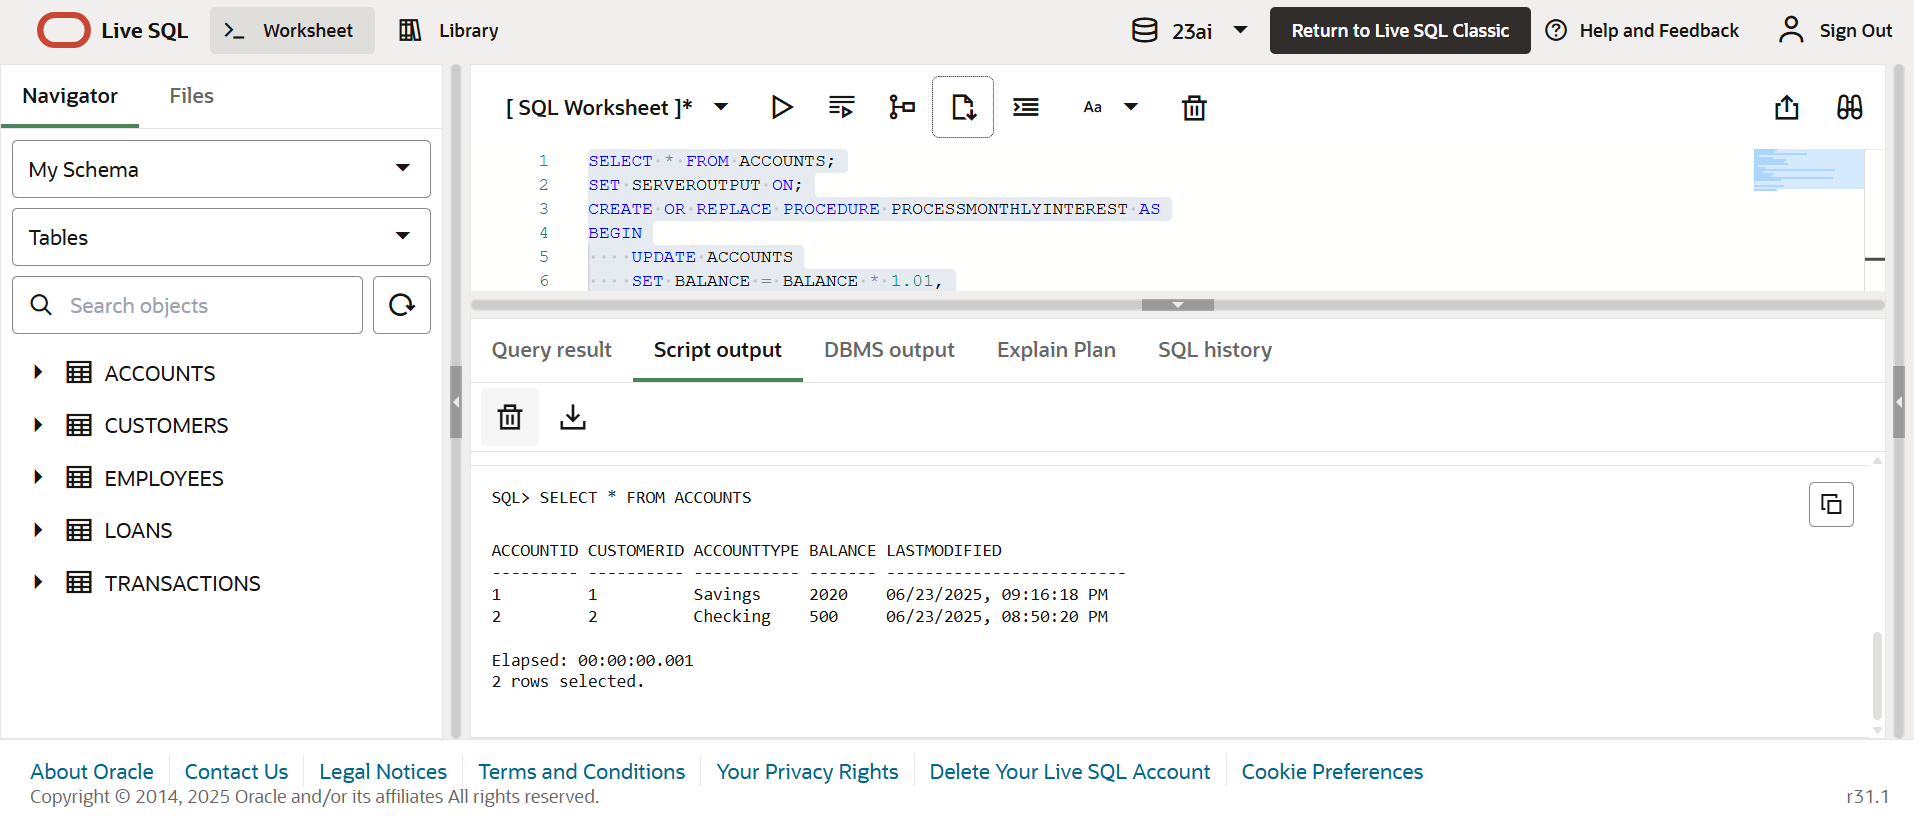 Live SQL
Worksheet
Library
23ai
Return to Live SQL Classic
Help and Feedback
Sign Out
Navigator
Files
My Schema
Tables
Search objects
ACCOUNTS
CUSTOMERS
EMPLOYEES
LOANS
TRANSACTIONS
[ SQL Worksheet ]*
Aa
1 SELECT * FROM ACCOUNTS;
2 SET SERVEROUTPUT ON;
3 CREATE OR REPLACE PROCEDURE PROCESSMONTHLYINTEREST AS
4 BEGIN
5     UPDATE ACCOUNTS
6     SET BALANCE = BALANCE * 1.01,
Query result
Script output
DBMS output
Explain Plan
SQL history
SQL> SELECT * FROM ACCOUNTS
ACCOUNTID CUSTOMERID ACCOUNTTYPE BALANCE LASTMODIFIED
--------- ---------- ----------- ------- -------------------------
1         1          Savings     2020    06/23/2025, 09:16:18 PM
2         2          Checking    500     06/23/2025, 08:50:20 PM
Elapsed: 00:00:00.001
2 rows selected.
About Oracle
Contact Us
Legal Notices
Terms and Conditions
Your Privacy Rights
Delete Your Live SQL Account
Cookie Preferences
Copyright © 2014, 2025 Oracle and/or its affiliates All rights reserved.
r31.1